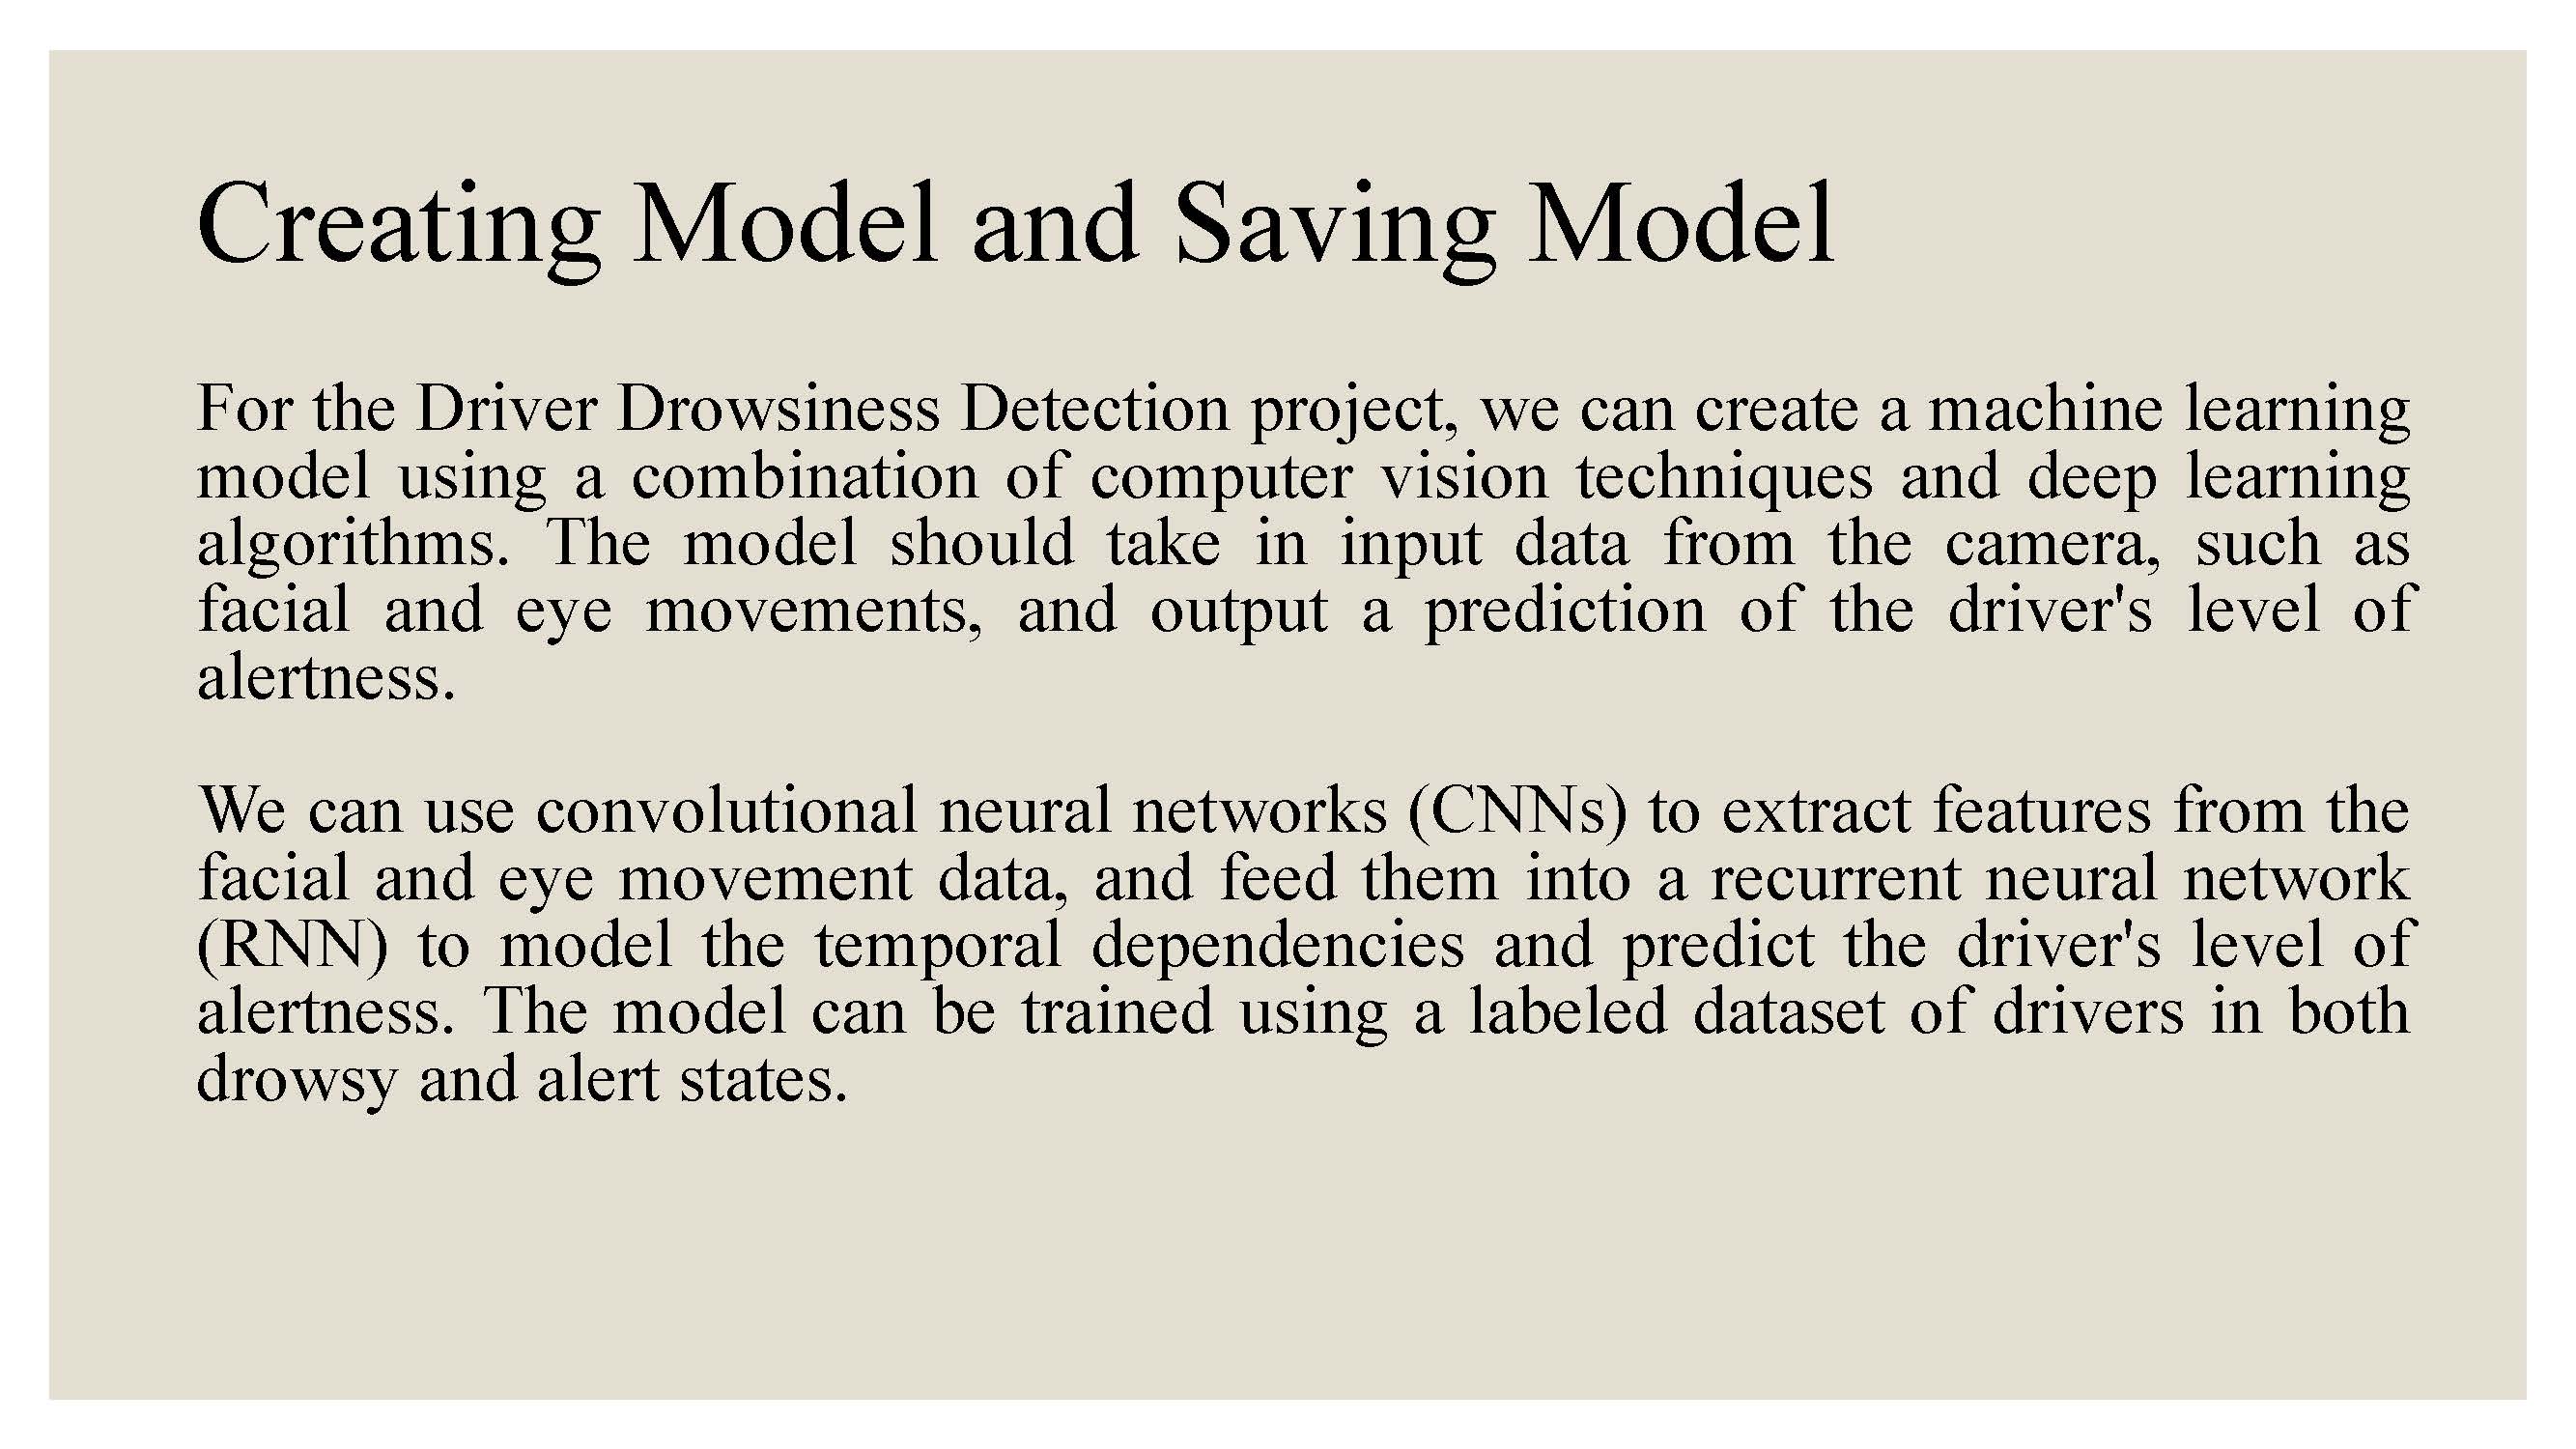 Creating Model and Saving Model
For the Driver Drowsiness Detection project, we can create a machine learning
model using a combination of computer vision techniques and deep learning
algorithms. The model should take in input data from the camera, such as
facial and eye movements, and output a prediction of the driver's level of
alertness.
We can use convolutional neural networks (CNNs) to extract features from the
facial and eye movement data, and feed them into a recurrent neural network
(RNN) to model the temporal dependencies and predict the driver's level of
alertness. The model can be trained using a labeled dataset of drivers in both
drowsy and alert states.